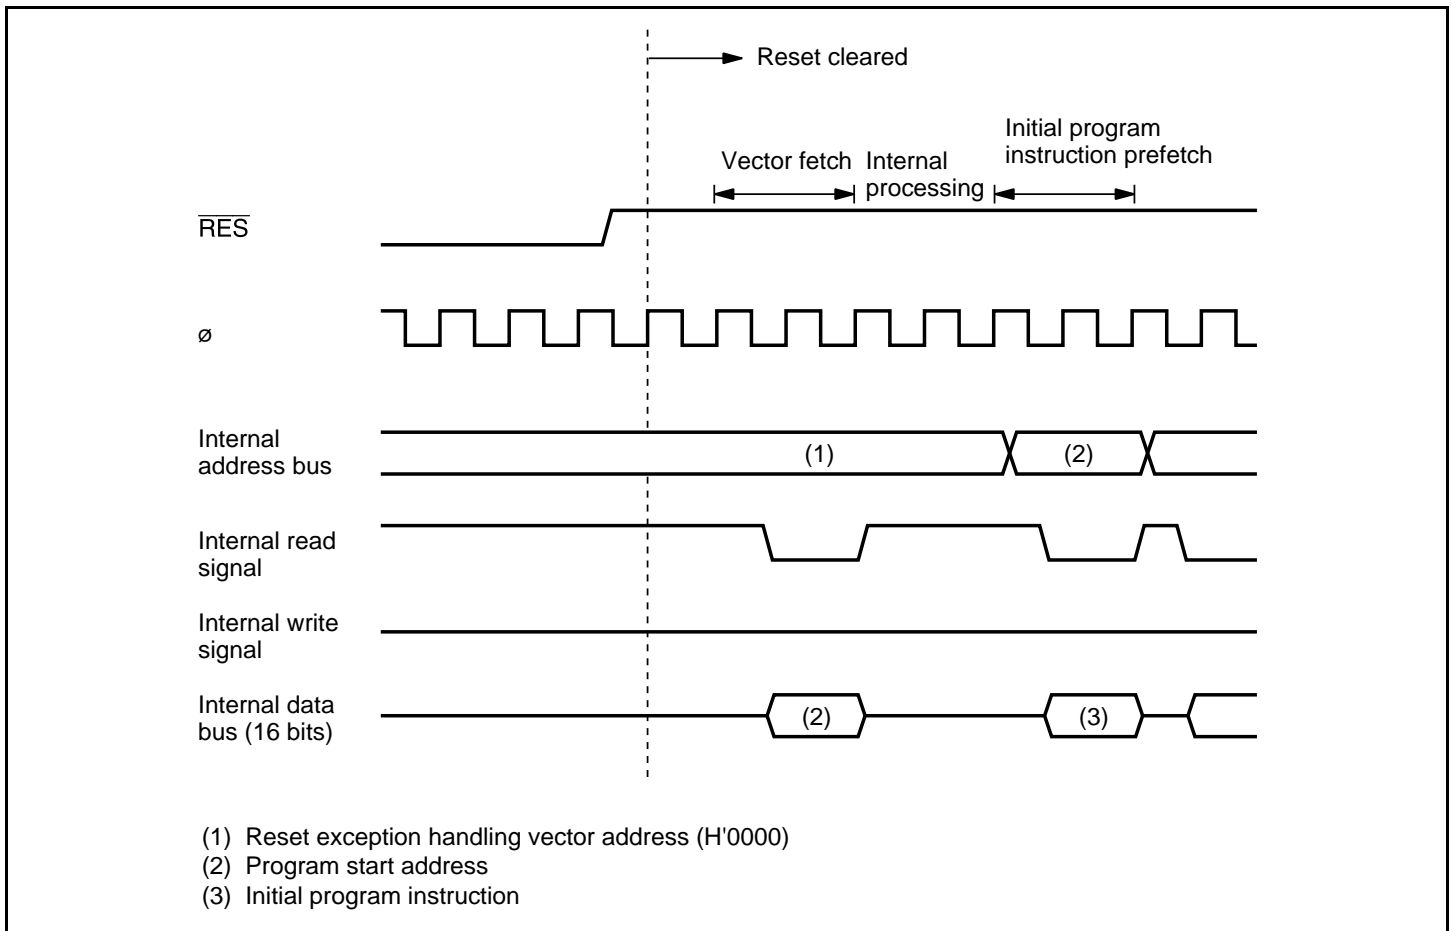 Reset cleared
Initial program
instruction prefetch
Vector fetch
Internal
processing
RES
ø
Internal
address bus
(1)
(2)
Internal read
signal
Internal write
signal
Internal data
bus (16 bits)
(2)
(3)
(1) Reset exception handling vector address (H'0000)
(2) Program start address
(3) Initial program instruction